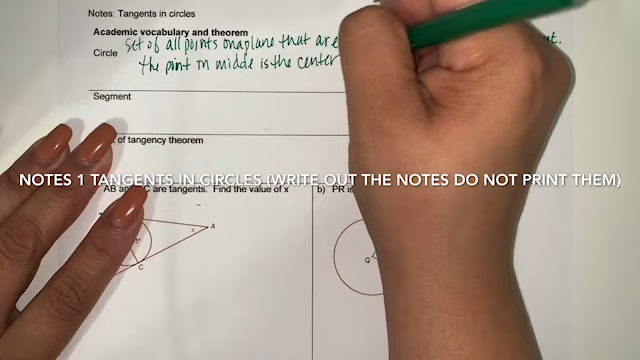 Notes: Tangents in circles
Academic vocabulary and theorem
Circle set of all points on a plane that are
the point in middle is the center
Segment
of tangency theorem
NOTES 1 TANGENTS IN CIRCLES (WRITE OUT THE NOTES DO NOT PRINT THEM)
AB are tangents. Find the value of x b) PR is
x A
C
Q